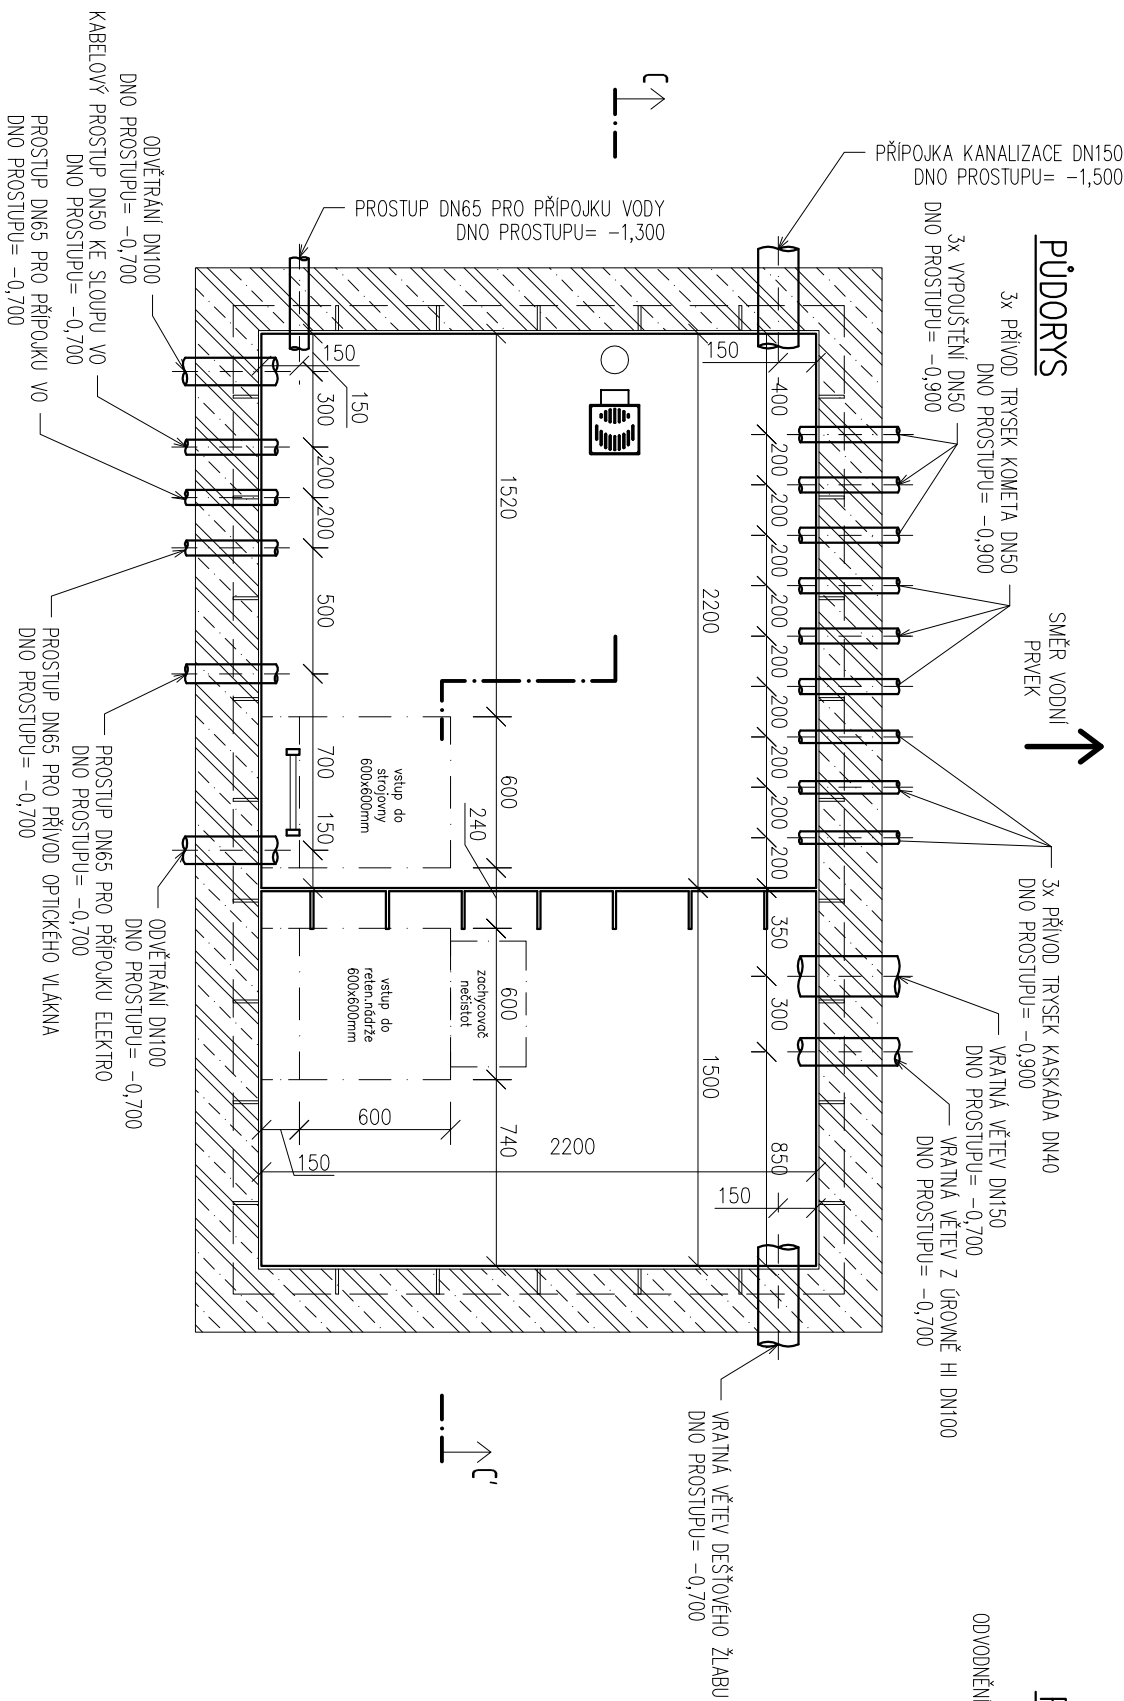 PŮDORYS
SMĚR VODNÍ
PRVEK
PŘÍPOJKA KANALIZACE DN150
DNO PROSTUPU= -1,500
3x VYPOUŠTĚNÍ DN50
DNO PROSTUPU= -0,900
3x PŘÍVOD TRYSEK KOMETA DN50
DNO PROSTUPU= -0,900
3x PŘÍVOD TRYSEK KASKÁDA DN40
DNO PROSTUPU= -0,900
VRATNÁ VĚTEV DN150
DNO PROSTUPU= -0,700
VRATNÁ VĚTEV Z ÚROVNĚ HI DN100
DNO PROSTUPU= -0,700
VRATNÁ VĚTEV DEŠŤOVÉHO ŽLABU
DNO PROSTUPU= -0,700
ODVODNĚNÍ
C
C'
PROSTUP DN65 PRO PŘÍPOJKU VODY
DNO PROSTUPU= -1,300
400
200
200
200
200
200
200
200
200
200
350
300
850
150
150
2200
1500
1520
600
240
600
740
2200
600
150
150
150
300
200
200
500
700
150
vstup do
strojovny
600x600mm
zachycovač
nečistot
vstup do
reten.nádrže
600x600mm
ODVĚTRÁNÍ DN100
DNO PROSTUPU= -0,700
KABELOVÝ PROSTUP DN50 KE SLOUPU VO
DNO PROSTUPU= -0,700
PROSTUP DN65 PRO PŘÍPOJKU VO
DNO PROSTUPU= -0,700
PROSTUP DN65 PRO PŘÍVOD OPTICKÉHO VLÁKNA
DNO PROSTUPU= -0,700
PROSTUP DN65 PRO PŘÍPOJKU ELEKTRO
DNO PROSTUPU= -0,700
ODVĚTRÁNÍ DN100
DNO PROSTUPU= -0,700